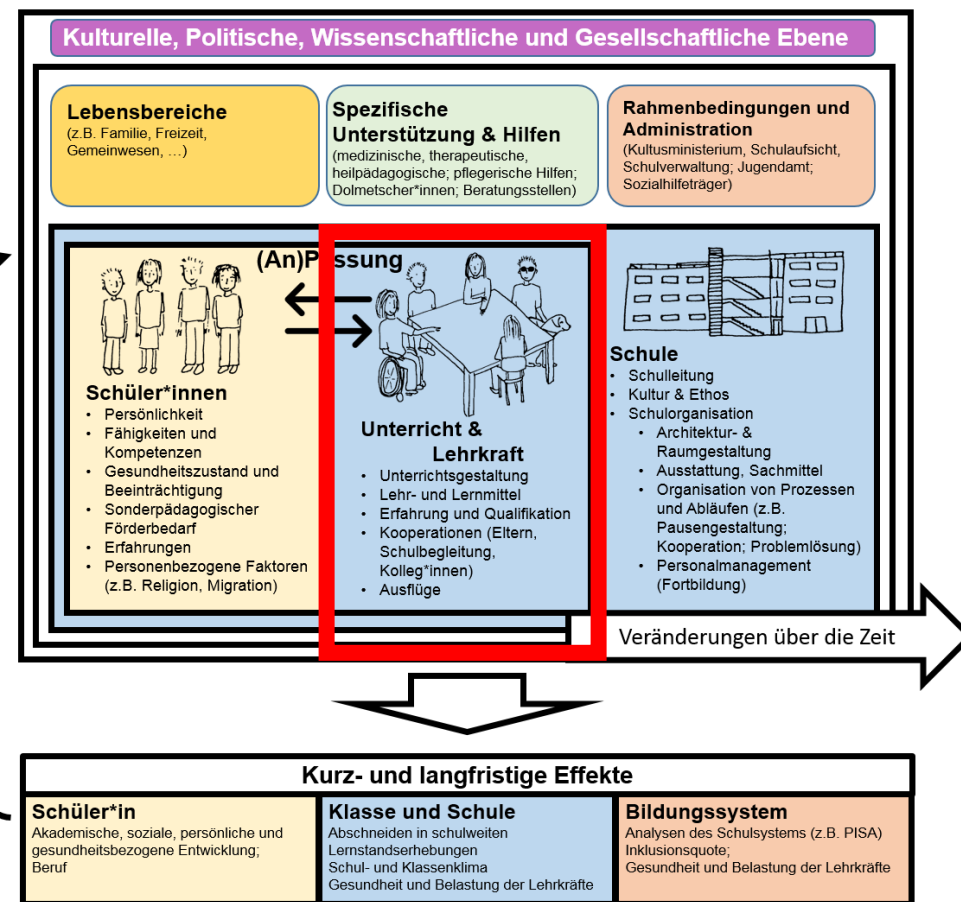 Kulturelle, Politische, Wissenschaftliche und Gesellschaftliche Ebene
Lebensbereiche
(z.B. Familie, Freizeit,
Gemeinwesen, …)
Spezifische
Unterstützung & Hilfen
(medizinische, therapeutische,
heilpädagogische; pflegerische Hilfen;
Dolmetscher*innen; Beratungsstellen)
Rahmenbedingungen und
Administration
(Kultusministerium, Schulaufsicht,
Schulverwaltung; Jugendamt;
Sozialhilfeträger)
(An)P ssung
Schüler*innen
• Persönlichkeit
• Fähigkeiten und
Kompetenzen
• Gesundheitszustand und
Beeinträchtigung
• Sonderpädagogischer
Förderbedarf
• Erfahrungen
• Personenbezogene Faktoren
(z.B. Religion, Migration)
Unterricht &
Lehrkraft
• Unterrichtsgestaltung
• Lehr- und Lernmittel
• Erfahrung und Qualifikation
• Kooperationen (Eltern,
Schulbegleitung,
Kolleg*innen)
• Ausflüge
Schule
• Schulleitung
• Kultur & Ethos
• Schulorganisation
• Architektur- &
Raumgestaltung
• Ausstattung, Sachmittel
• Organisation von Prozessen
und Abläufen (z.B.
Pausengestaltung;
Kooperation; Problemlösung)
• Personalmanagement
(Fortbildung)
Veränderungen über die Zeit
Kurz- und langfristige Effekte
Schüler*in
Akademische, soziale, persönliche und
gesundheitsbezogene Entwicklung;
Beruf
Klasse und Schule
Abschneiden in schulweiten
Lernstandserhebungen
Schul- und Klassenklima
Gesundheit und Belastung der Lehrkräfte
Bildungssystem
Analysen des Schulsystems (z.B. PISA)
Inklusionsquote;
Gesundheit und Belastung der Lehrkräfte